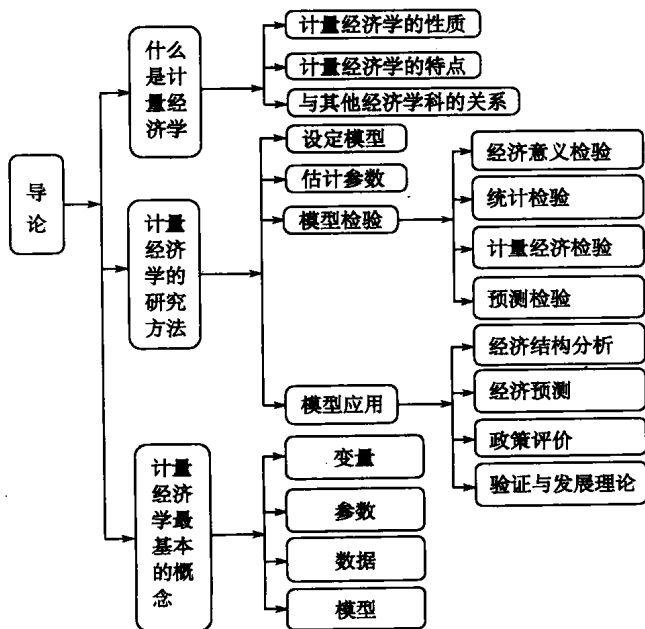 导
论
什么
是计
量经
济学
计量经济学的性质
计量经济学的特点
与其他经济学科的关系
计量
经济
学的
研究
方法
设定模型
估计参数
模型检验
经济意义检验
统计检验
计量经济检验
预测检验
模型应用
经济结构分析
经济预测
政策评价
验证与发展理论
计量
经济
学最
基本
的概
念
变量
参数
数据
模型